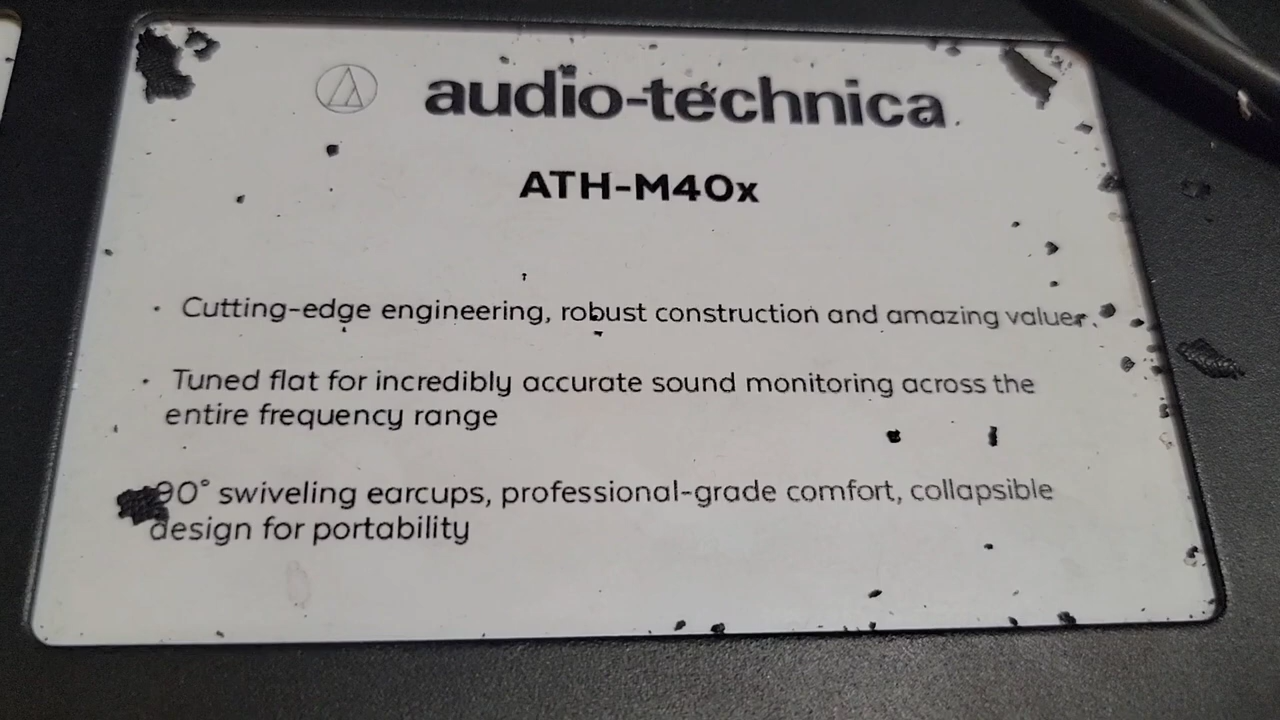 audio-technica
ATH-M40x
· Cutting-edge engineering, robust construction and amazing value.
· Tuned flat for incredibly accurate sound monitoring across the
entire frequency range
90° swiveling earcups, professional-grade comfort, collapsible
design for portability